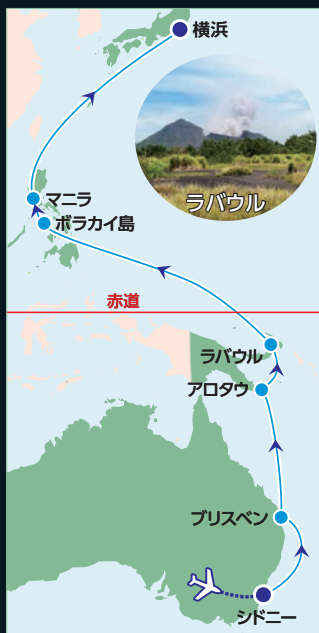 横浜
ラバウル
マニラ
ボラカイ島
赤道
ラバウル
アロタウ
ブリスベン
シドニー